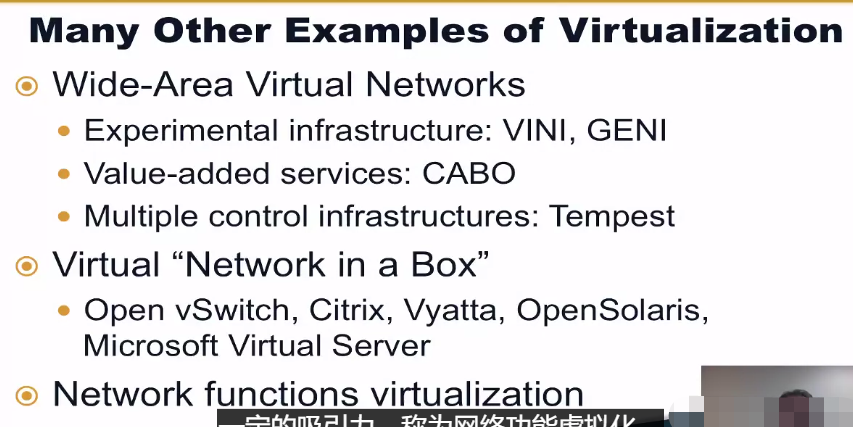 Many Other Examples of Virtualization
Wide-Area Virtual Networks
Experimental infrastructure: VINI, GENI
Value-added services: CABO
Multiple control infrastructures: Tempest
Virtual “Network in a Box”
Open vSwitch, Citrix, Vyatta, OpenSolaris,
Microsoft Virtual Server
Network functions virtualization
一定的吸引力，称为网络功能虚拟化